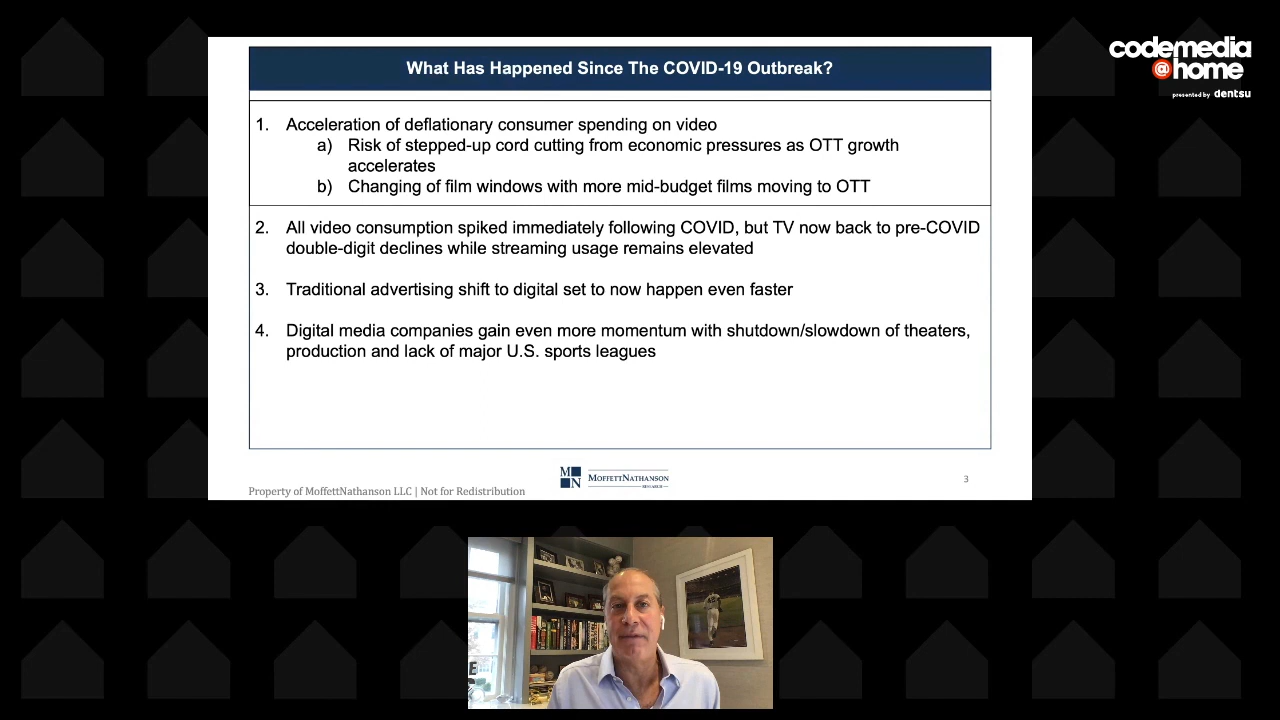 What Has Happened Since The COVID-19 Outbreak?
codemedia
@home
presented by dentsu
1. Acceleration of deflationary consumer spending on video
a) Risk of stepped-up cord cutting from economic pressures as OTT growth
accelerates
b) Changing of film windows with more mid-budget films moving to OTT
2. All video consumption spiked immediately following COVID, but TV now back to pre-COVID
double-digit declines while streaming usage remains elevated
3. Traditional advertising shift to digital set to now happen even faster
4. Digital media companies gain even more momentum with shutdown/slowdown of theaters,
production and lack of major U.S. sports leagues
Property of MoffettNathanson LLC | Not for Redistribution
M
N
MOFFETTNATHANSON
RESEARCH
3